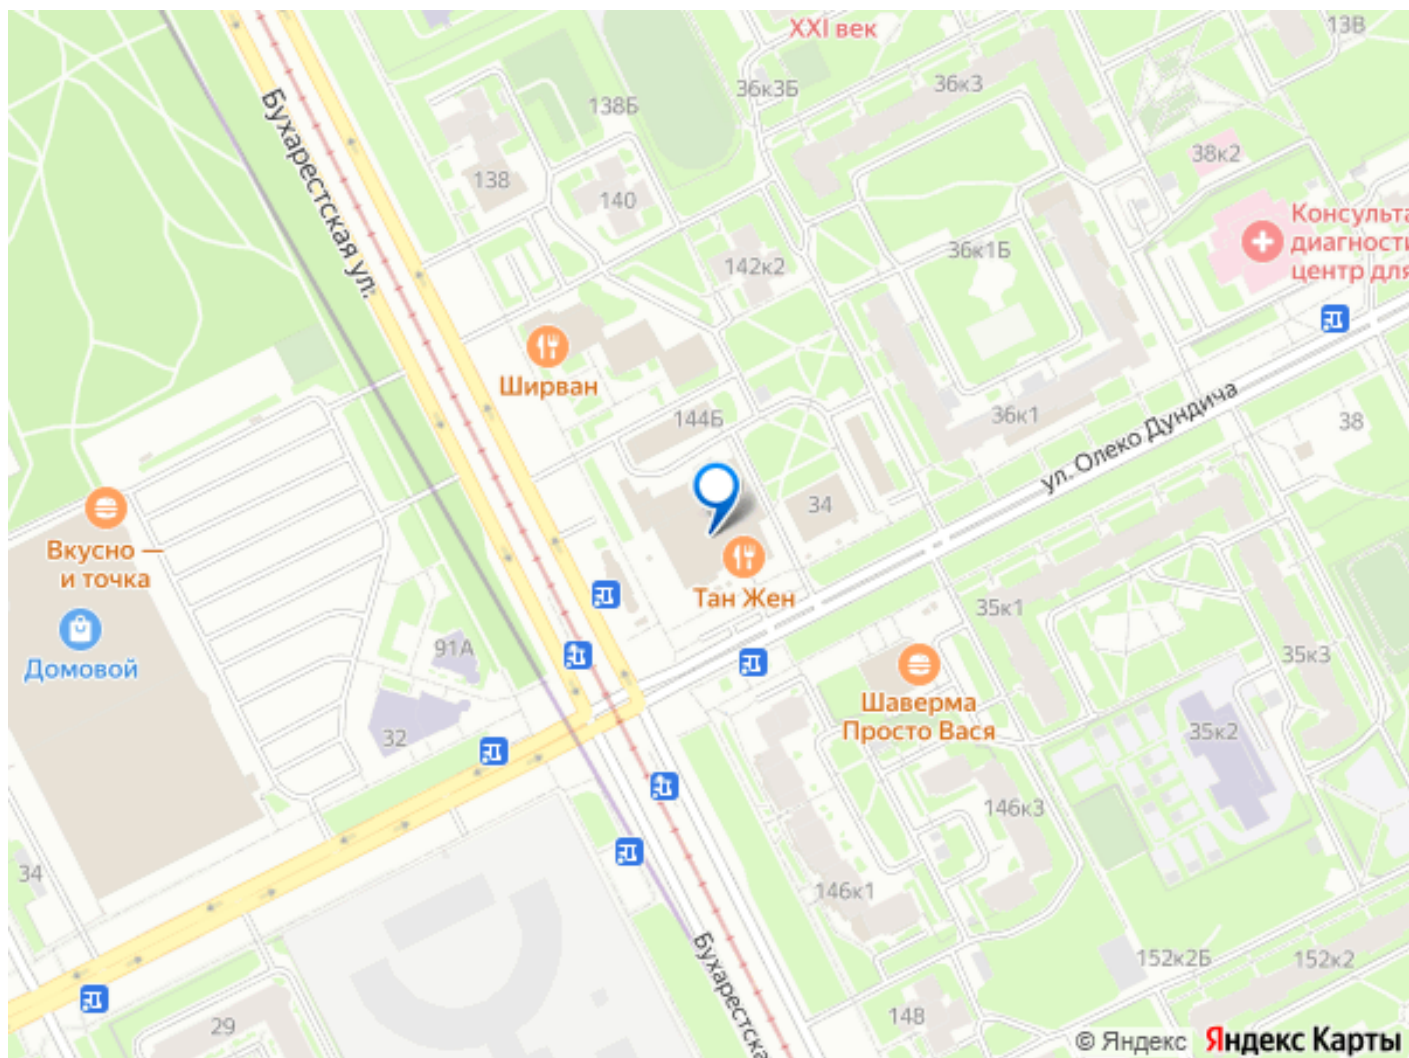 XXI век
13В
36к3Б
36к3
138Б
38к2
138
140
Бухарестская ул.
Консульта
диагности
центр для
142к2
36к1Б
Ширван
144Б
36к1
ул. Олеко Дундича
38
34
Вкусно —
и точка
Тан Жен
35к1
Домовой
91А
35к3
Шаверма
Просто Вася
32
35к2
146к3
34
146к1
Бухарестска
152к2Б
152к2
29
148
© Яндекс Яндекс Карты